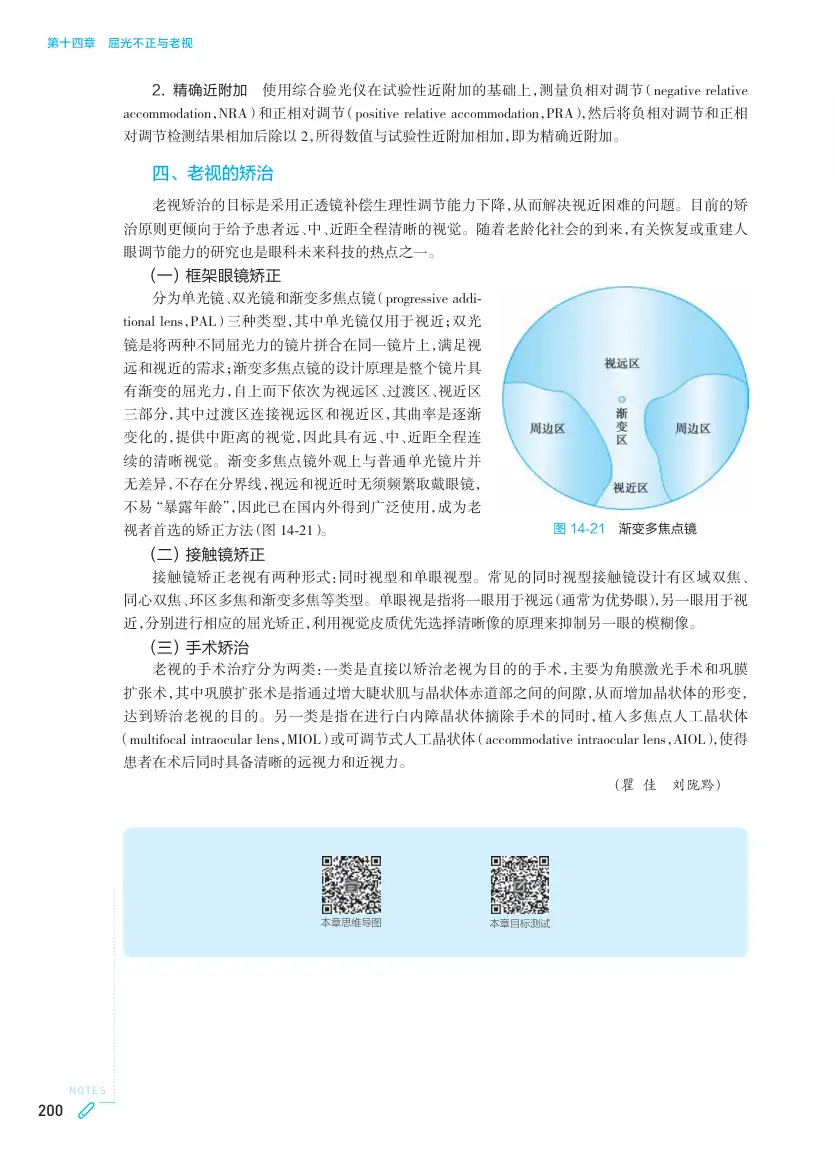 第十四章 屈光不正与老视
2. 精确近附加 使用综合验光仪在试验性近附加的基础上,测量负相对调节(negative relative
accommodation,NRA)和正相对调节(positive relative accommodation,PRA),然后将负相对调节和正相
对调节检测结果相加后除以 2,所得数值与试验性近附加相加,即为精确近附加。
四、老视的矫治
老视矫治的目标是采用正透镜补偿生理性调节能力下降,从而解决视近困难的问题。目前的矫
治原则更倾向于给予患者远、中、近距全程清晰的视觉。随着老龄化社会的到来,有关恢复或重建人
眼调节能力的研究也是眼科未来科技的热点之一。
(一)框架眼镜矫正
分为单光镜、双光镜和渐变多焦点镜(progressive addi-
tional lens,PAL)三种类型,其中单光镜仅用于视近;双光
镜是将两种不同屈光力的镜片拼合在同一镜片上,满足视
远和视近的需求;渐变多焦点镜的设计原理是整个镜片具
有渐变的屈光力,自上而下依次为视远区、过渡区、视近区
三部分,其中过渡区连接视远区和视近区,其曲率是逐渐
变化的,提供中距离的视觉,因此具有远、中、近距全程连
续的清晰视觉。渐变多焦点镜外观上与普通单光镜片并
无差异,不存在分界线,视远和视近时无须频繁取戴眼镜,
不易“暴露年龄”,因此已在国内外得到广泛使用,成为老
视者首选的矫正方法(图 14-21)。
视远区
渐
变
区
周边区
周边区
视近区
图 14-21 渐变多焦点镜
(二)接触镜矫正
接触镜矫正老视有两种形式:同时视型和单眼视型。常见的同时视型接触镜设计有区域双焦、
同心双焦、环区多焦和渐变多焦等类型。单眼视是指将一眼用于视远(通常为优势眼),另一眼用于视
近,分别进行相应的屈光矫正,利用视觉皮质优先选择清晰像的原理来抑制另一眼的模糊像。
(三)手术矫治
老视的手术治疗分为两类:一类是直接以矫治老视为目的的手术,主要为角膜激光手术和巩膜
扩张术,其中巩膜扩张术是指通过增大睫状肌与晶状体赤道部之间的间隙,从而增加晶状体的形变,
达到矫治老视的目的。另一类是指在进行白内障晶状体摘除手术的同时,植入多焦点人工晶状体
(multifocal intraocular lens,MIOL)或可调节式人工晶状体(accommodative intraocular lens,AIOL),使得
患者在术后同时具备清晰的远视力和近视力。
(瞿 佳 刘陇黔)
本章思维导图
本章目标测试
NOTES
200